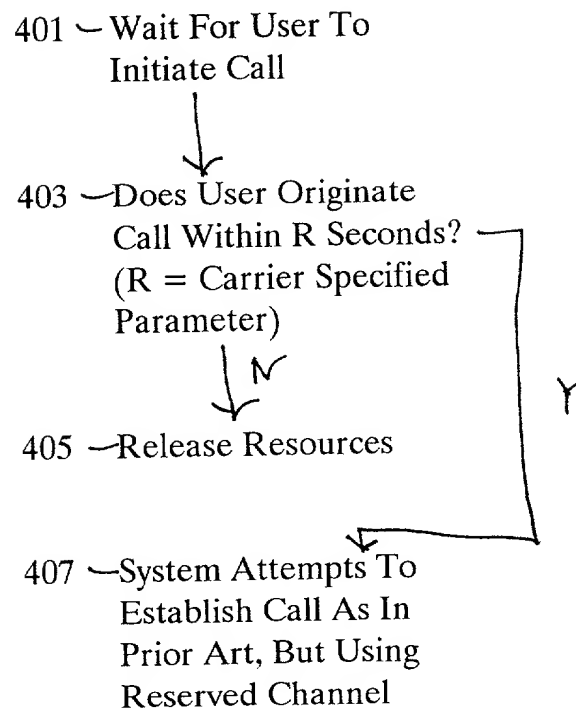 401 Wait For User To
Initiate Call
403 Does User Originate
Call Within R Seconds?
(R = Carrier Specified
Parameter)
N
Y
405 Release Resources
407 System Attempts To
Establish Call As In
Prior Art, But Using
Reserved Channel